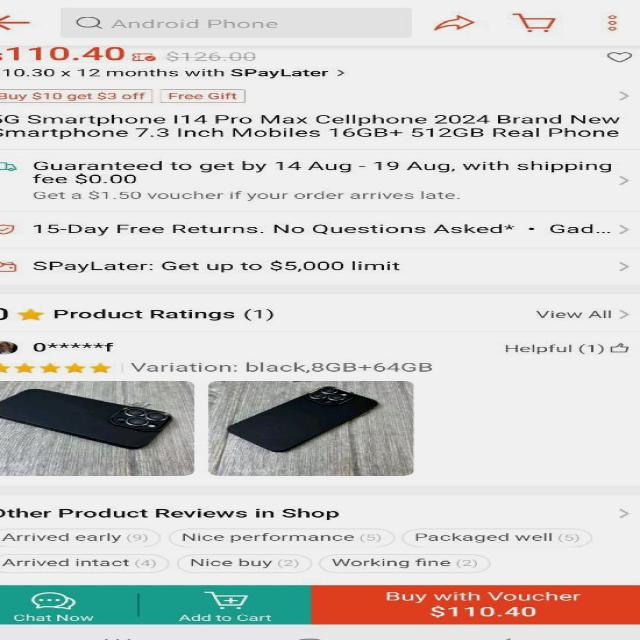 Android Phone
$110.40 $126.00
10.30 x 12 months with SPayLater >
Buy $10 get $3 off Free Gift
5G Smartphone I14 Pro Max Cellphone 2024 Brand New
Smartphone 7.3 Inch Mobiles 16GB+ 512GB Real Phone
Guaranteed to get by 14 Aug - 19 Aug, with shipping
fee $0.00
Get a $1.50 voucher if your order arrives late.
15-Day Free Returns. No Questions Asked* • Gad...
SPayLater: Get up to $5,000 limit
0 Product Ratings (1) View All >
0*****f Helpful (1)
Variation: black,8GB+64GB
Other Product Reviews in Shop
Arrived early (9) Nice performance (5) Packaged well (5)
Arrived intact (4) Nice buy (2) Working fine (2)
Chat Now Add to Cart Buy with Voucher
$110.40